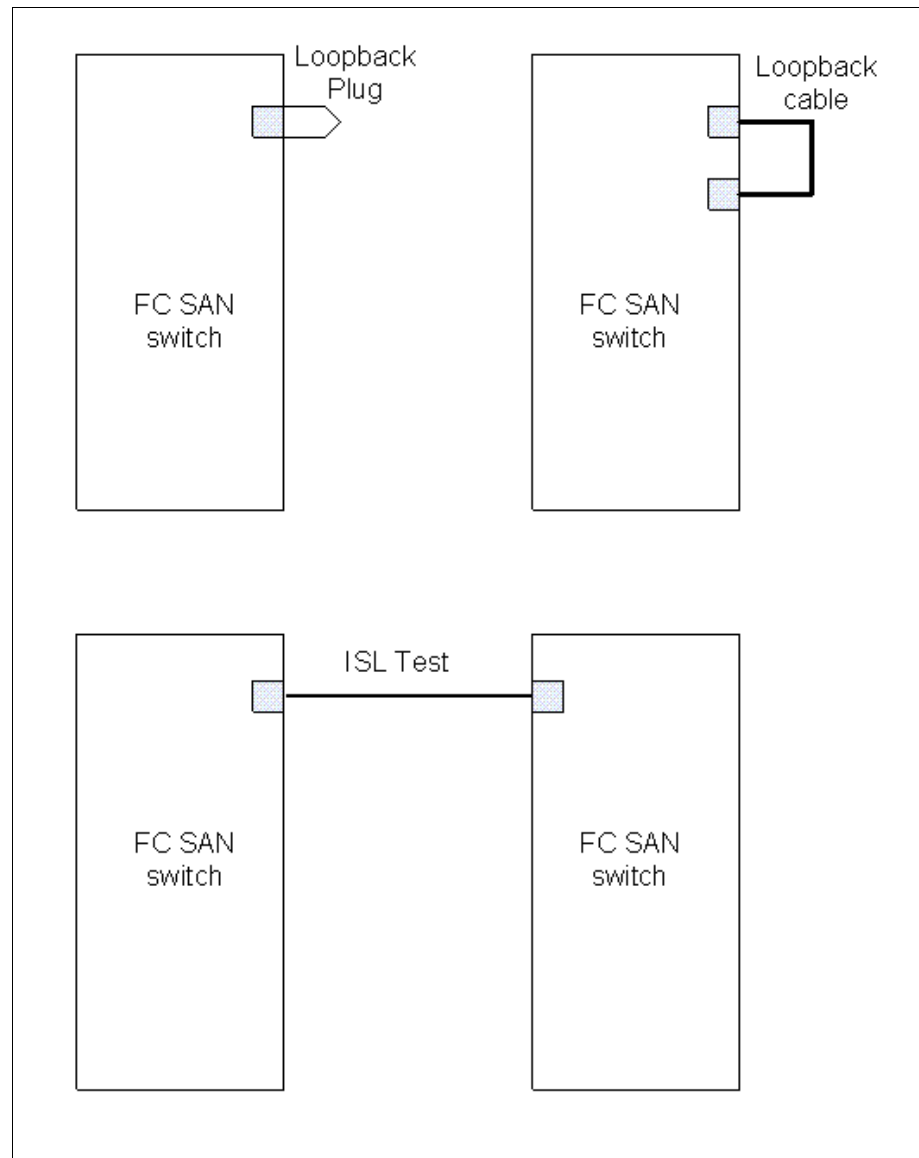 Loopback
Plug
Loopback
cable
FC SAN
switch
FC SAN
switch
ISL Test
FC SAN
switch
FC SAN
switch